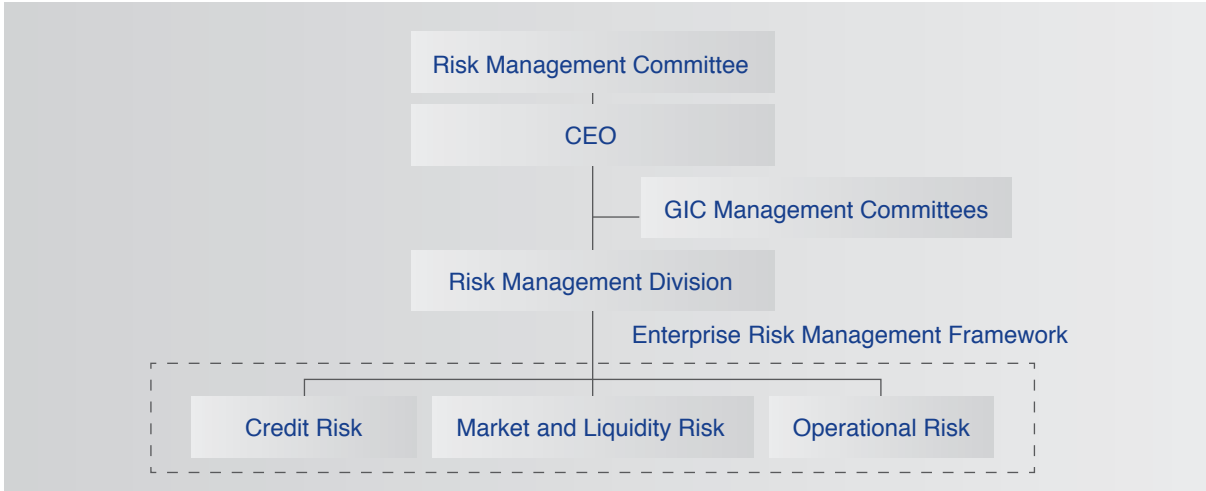 Risk Management Committee
CEO
GIC Management Committees
Risk Management Division
Enterprise Risk Management Framework
Credit Risk
Market and Liquidity Risk
Operational Risk